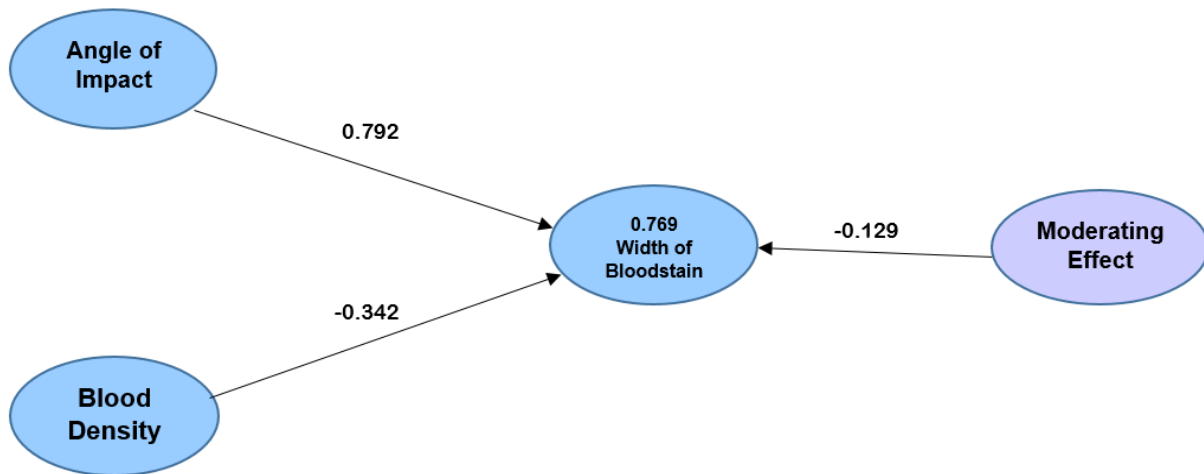 Angle of
Impact
0.792
0.769
Width of
Bloodstain
-0.129
Moderating
Effect
-0.342
Blood
Density